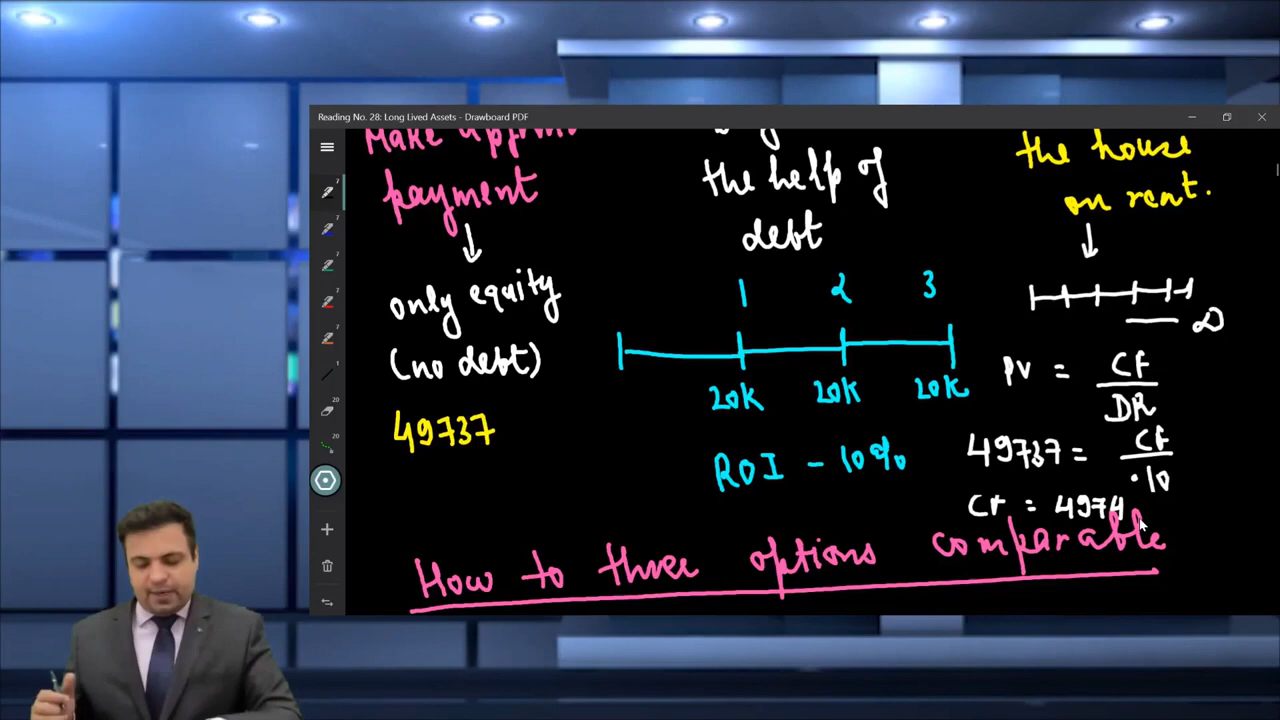 Reading No. 28: Long Lived Assets - Drawboard PDF
Make
payment
only equity
(no debt)
49737
the help of
debt
1 2 3
20K 20K 20K
ROI - 10%
the house
on rent.
∞
PV = CF / DR
49737 = CF / .10
CF = 4974
How to three options comparable